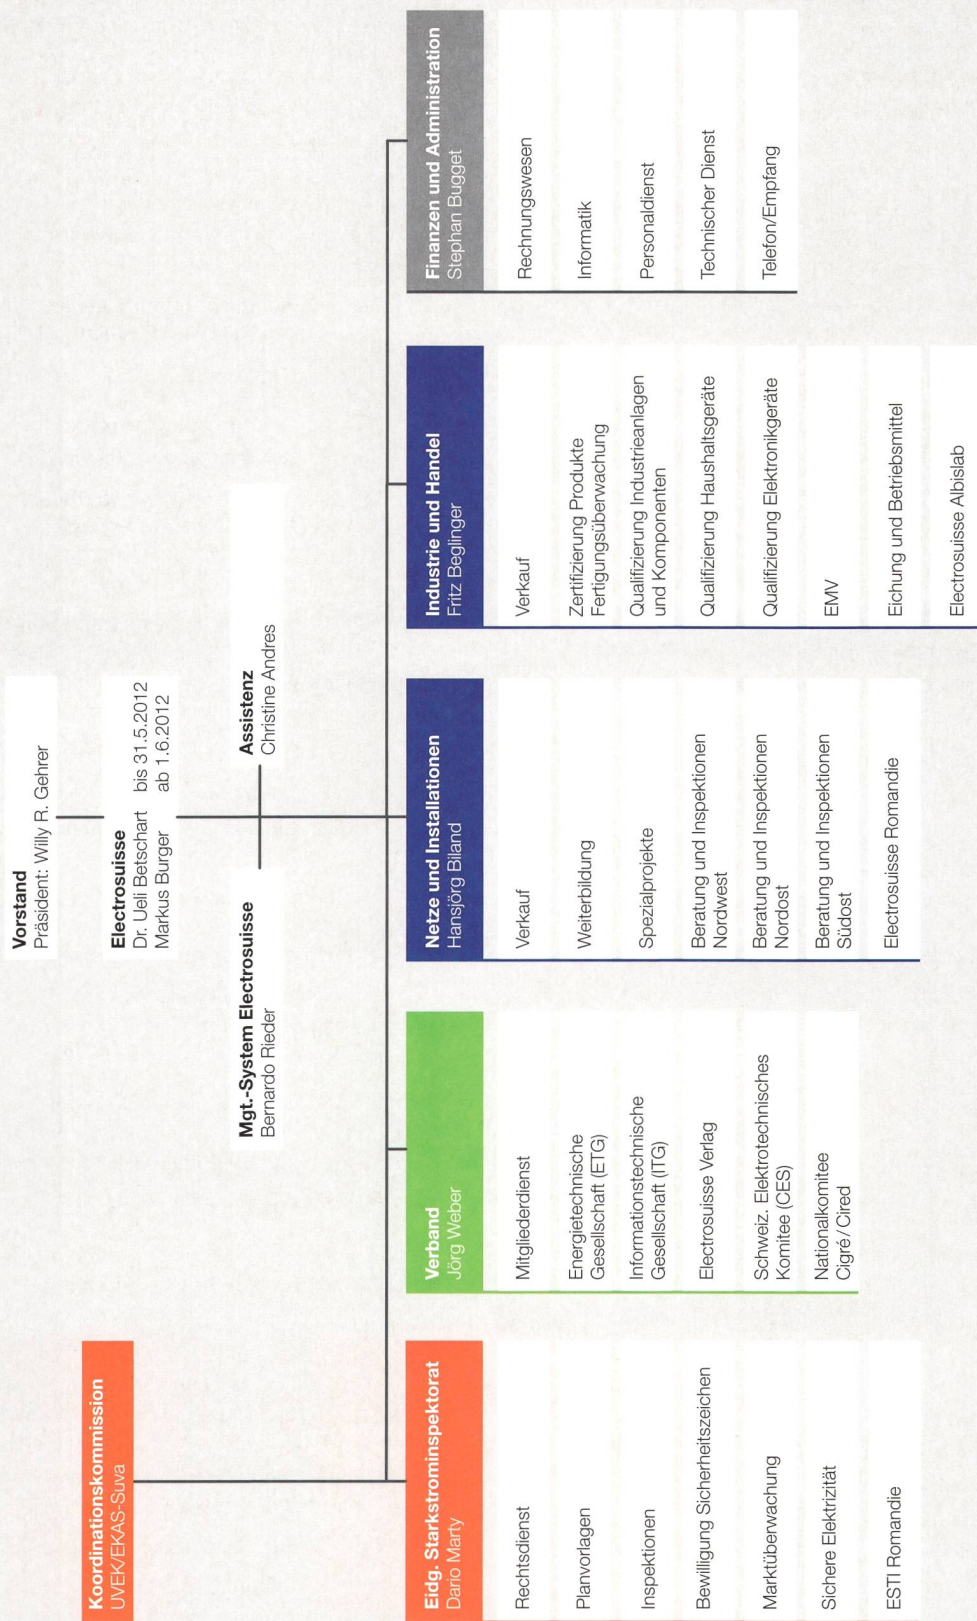 Vorstand
Präsident: Willy R. Gehrer
Electrosuisse
Dr. Ueli Betschart bis 31.5.2012
Markus Burger ab 1.6.2012
Koordinationskommission
UVEK/EKAS-Suva
Mgt.-System Electrosuisse
Bernardo Rieder
Assistenz
Christine Andres
Eidg. Starkstrominspektorat
Dario Marty
Rechtsdienst
Planvorlagen
Inspektionen
Bewilligung Sicherheitszeichen
Marktüberwachung
Sichere Elektrizität
ESTI Romandie
Verband
Jörg Weber
Mitgliederdienst
Energietechnische
Gesellschaft (ETG)
Informationstechnische
Gesellschaft (ITG)
Electrosuisse Verlag
Schweiz. Elektrotechnisches
Komitee (CES)
Nationalkomitee
Cigré/Cired
Netze und Installationen
Hansjörg Biland
Verkauf
Weiterbildung
Spezialprojekte
Beratung und Inspektionen
Nordwest
Beratung und Inspektionen
Nordost
Beratung und Inspektionen
Südost
Electrosuisse Romandie
Industrie und Handel
Fritz Beglinger
Verkauf
Zertifizierung Produkte
Fertigungsüberwachung
Qualifizierung Industrieanlagen
und Komponenten
Qualifizierung Haushaltsgeräte
Qualifizierung Elektronikgeräte
EMV
Eichung und Betriebsmittel
Electrosuisse Albislab
Finanzen und Administration
Stephan Bugget
Rechnungswesen
Informatik
Personaldienst
Technischer Dienst
Telefon/Empfang